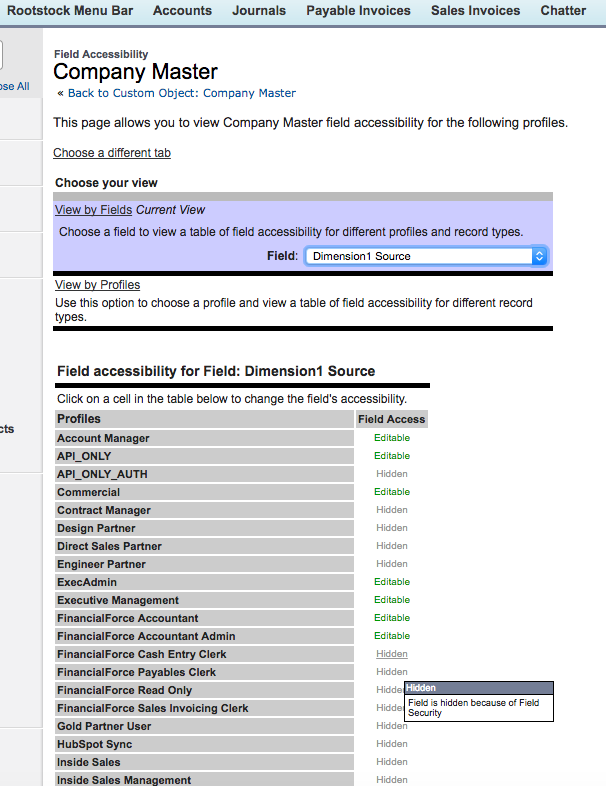 Rootstock Menu Bar Accounts Journals Payable Invoices Sales Invoices Chatter
ose All
Field Accessibility
Company Master
« Back to Custom Object: Company Master
This page allows you to view Company Master field accessibility for the following profiles.
Choose a different tab
Choose your view
View by Fields Current View
Choose a field to view a table of field accessibility for different profiles and record types.
Field: Dimension1 Source
View by Profiles
Use this option to choose a profile and view a table of field accessibility for different record
types.
Field accessibility for Field: Dimension1 Source
Click on a cell in the table below to change the field's accessibility.
cts
Profiles Field Access
Account Manager Editable
API_ONLY Editable
API_ONLY_AUTH Hidden
Commercial Editable
Contract Manager Hidden
Design Partner Hidden
Direct Sales Partner Hidden
Engineer Partner Hidden
ExecAdmin Editable
Executive Management Editable
FinancialForce Accountant Editable
FinancialForce Accountant Admin Editable
FinancialForce Cash Entry Clerk Hidden
FinancialForce Payables Clerk Hidden
FinancialForce Read Only Hidde
Hidden
Field is hidden because of Field
Security
FinancialForce Sales Invoicing Clerk Hidde
Gold Partner User Hidden
HubSpot Sync Hidden
Inside Sales Hidden
Inside Sales Management Hidden